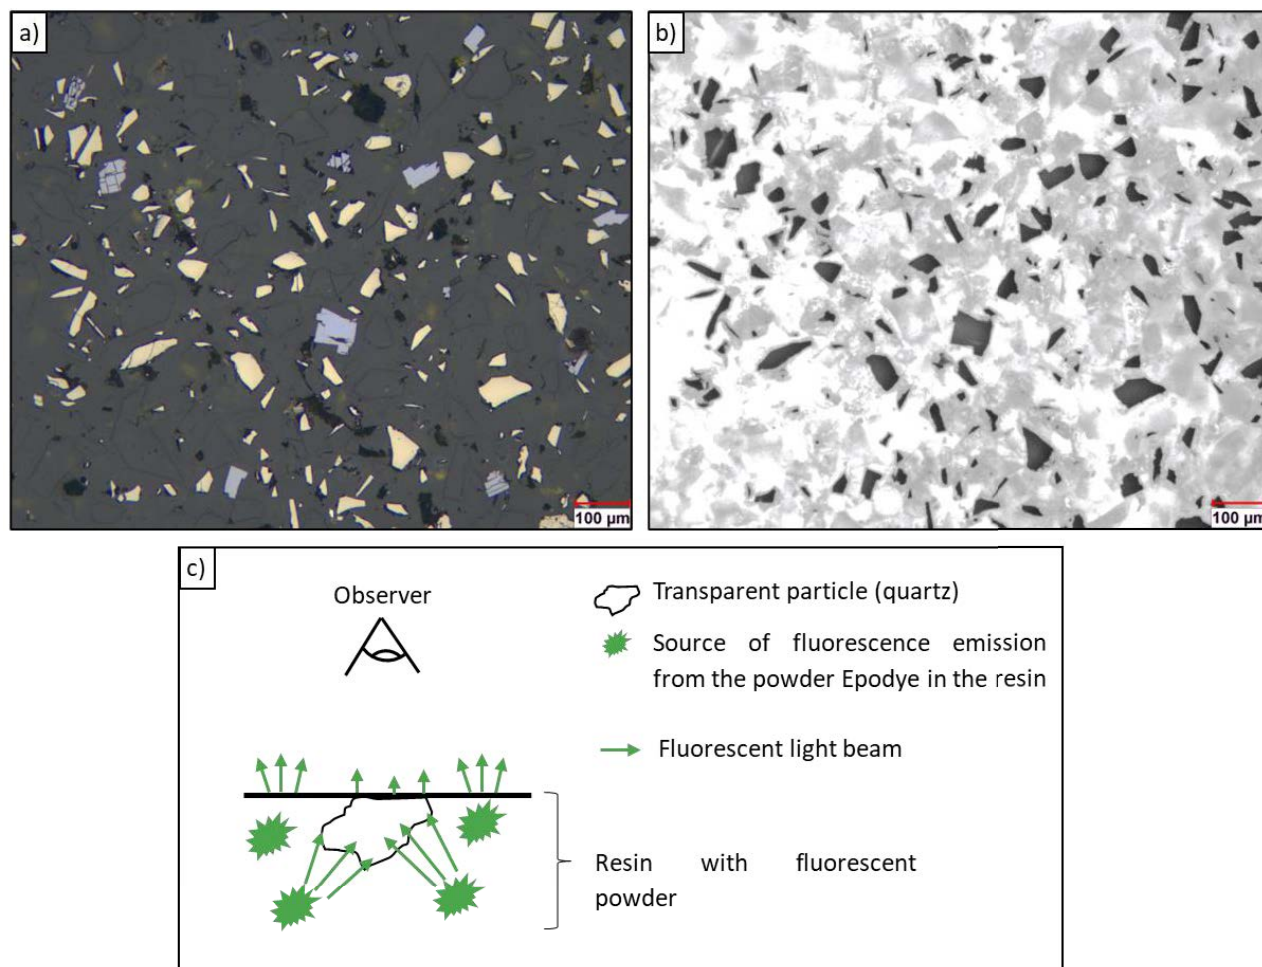 a)
b)
100 µm
100 µm
c)
Observer
Transparent particle (quartz)
Source of fluorescence emission
from the powder Epodye in the resin
Fluorescent light beam
Resin with fluorescent
powder